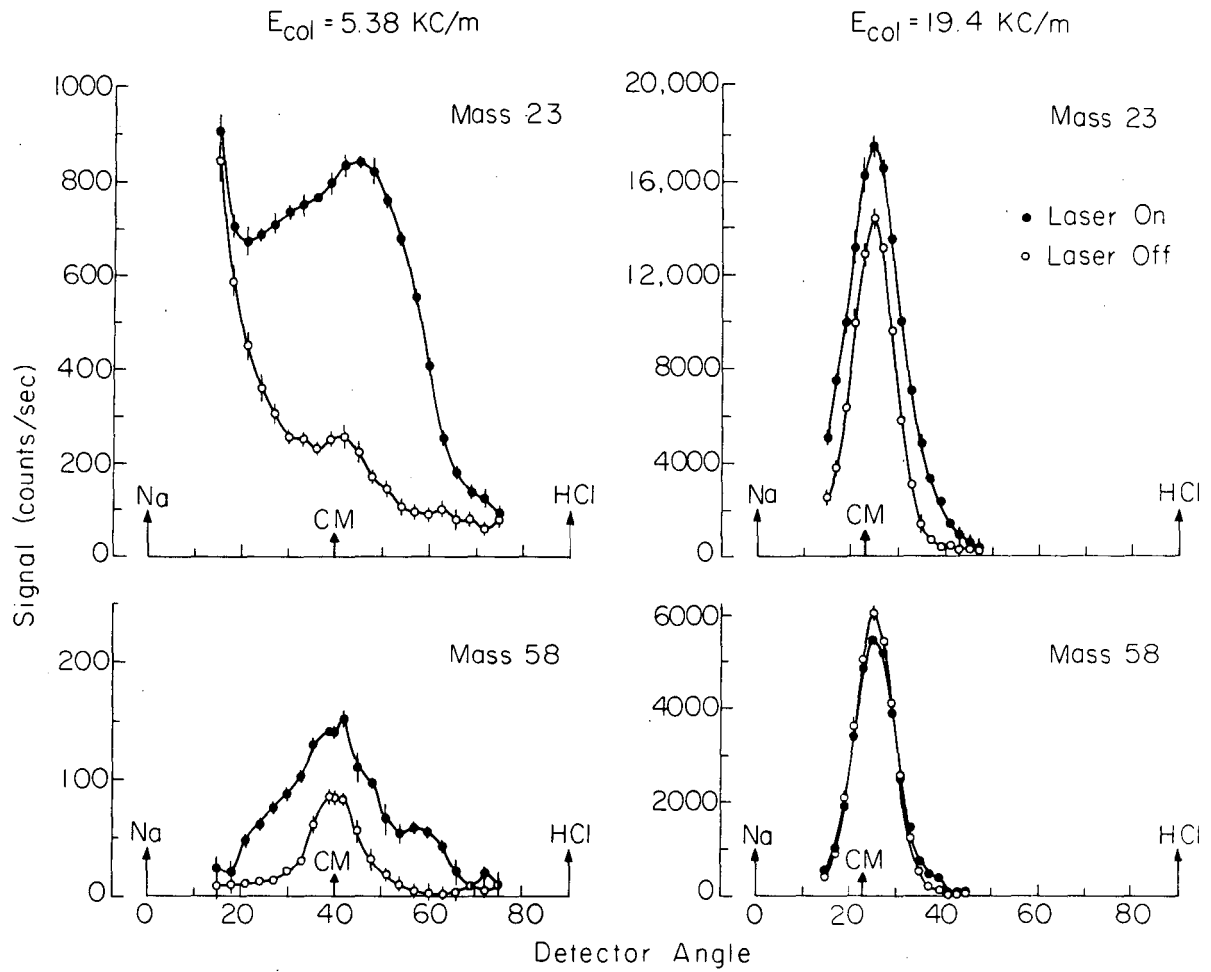 E_col = 5.38 KC/m
E_col = 19.4 KC/m
1000
800
600
400
200
0
Mass 23
Na
CM
HCl
20,000
16,000
12,000
8000
4000
0
Mass 23
Laser On
Laser Off
Na
CM
HCl
Signal (counts/sec)
200
100
0
Mass 58
Na
CM
HCl
0 20 40 60 80
6000
4000
2000
0
Mass 58
Na
CM
HCl
0 20 40 60 80
Detector Angle